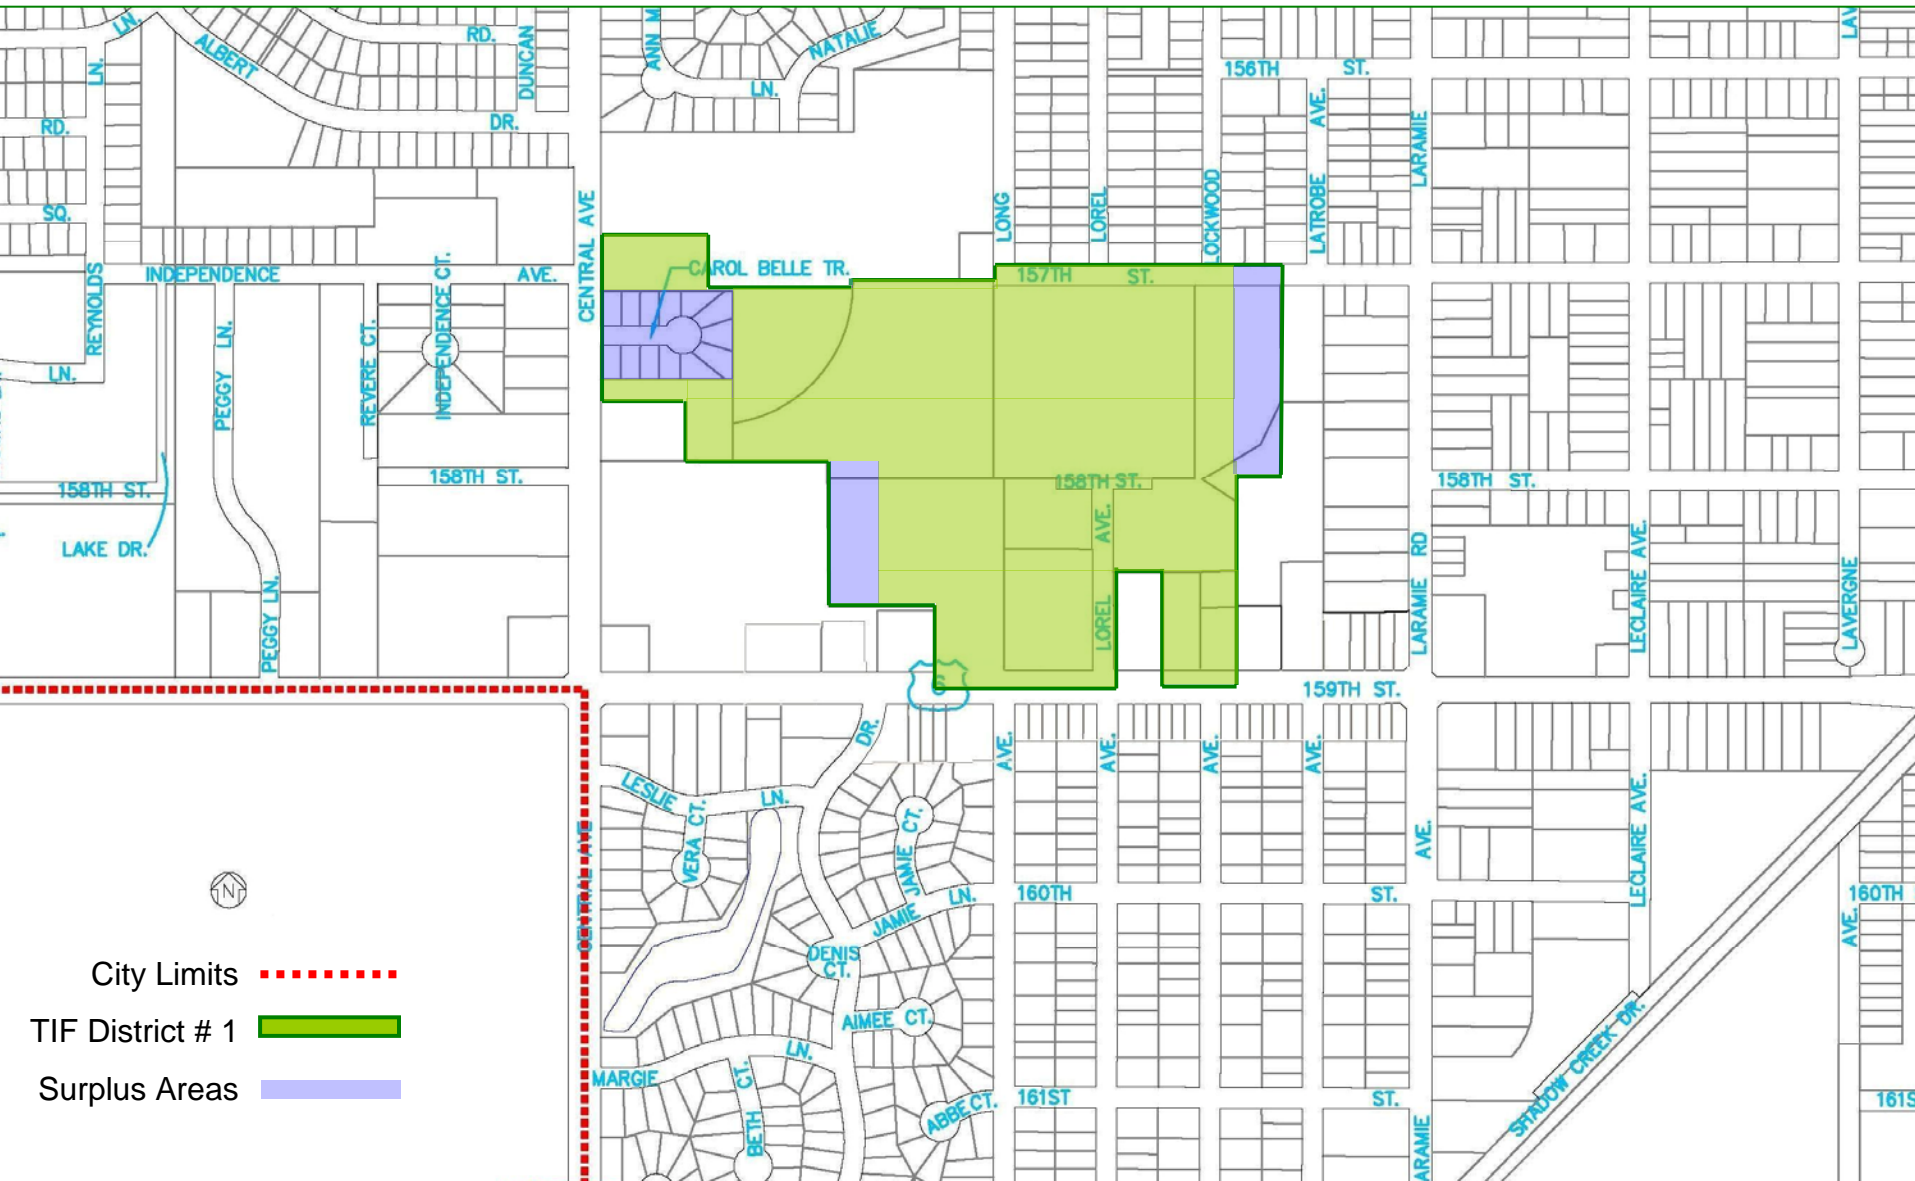 LN.
ALBERT
RD.
DUNCAN
ANN M
NATALIE
LN.
LN.
DR.
RD.
156TH ST.
AVE.
LARAMIE
SQ.
CENTRAL AVE
LONG
LOREL
LOCKWOOD
LATROBE
INDEPENDENCE AVE.
INDEPENDENCE CT.
CAROL BELLE TR.
157TH ST.
REYNOLDS
PEGGY LN.
REVERE CT.
LN.
158TH ST.
158TH ST.
158TH ST.
158TH ST.
LAKE DR.
PEGGY LN.
LOREL AVE.
LARAMIE RD
LECLAIRE AVE.
LAVERGNE
6
159TH ST.
DR.
AVE.
AVE.
AVE.
AVE.
LESLIE LN.
VERA CT.
JAMIE CT.
AVE.
LECLAIRE AVE.
CENTRAL AVE
JAMIE LN.
160TH ST.
160TH
AVE.
DENIS
CT.
City Limits
AIMEE CT.
TIF District # 1
MARGIE LN.
BETH CT.
ABBE CT.
161ST ST.
161S
Surplus Areas
SHADOW CREEK DR.
ARAMIE
N
LAV